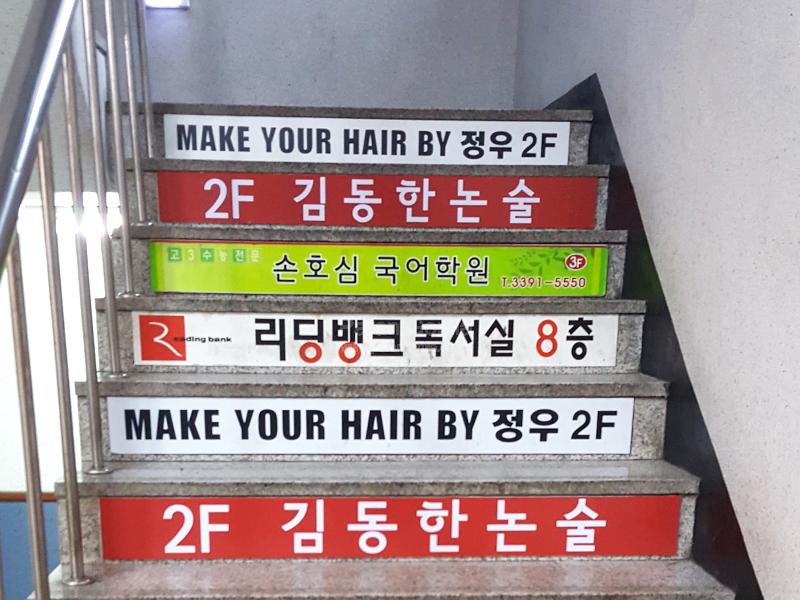 MAKE YOUR HAIR BY 정우 2F
2F 김동한논술
고3수능전문 손호심 국어학원 3F
T.3391-5550
Reading bank 리딩뱅크독서실 8층
MAKE YOUR HAIR BY 정우 2F
2F 김동한논술